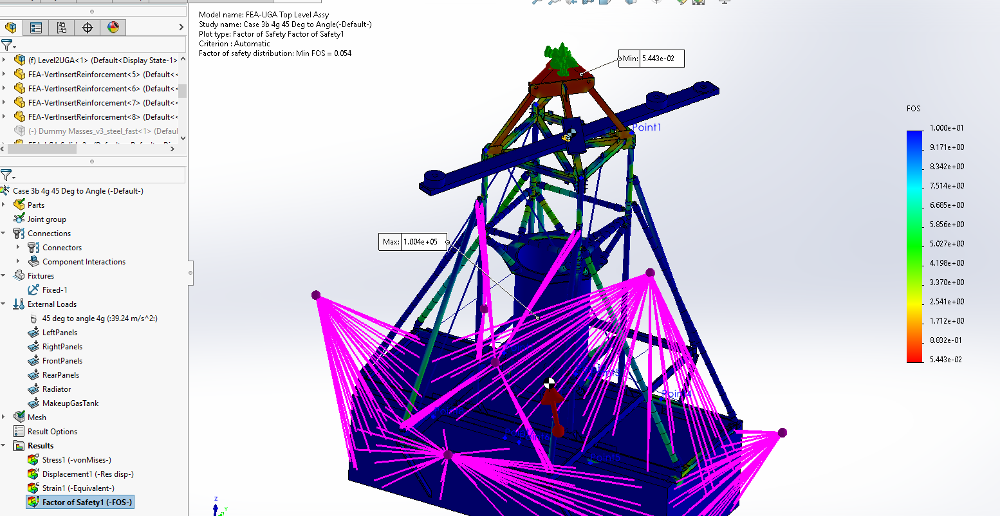 Model name: FEA-UGA Top Level Assy
Study name: Case 3b 4g 45 Deg to Angle(-Default-)
Plot type: Factor of Safety Factor of Safety1
Criterion : Automatic
Factor of safety distribution: Min FOS = 0.054
(f) Level2UGA<1> (Default<Display State-1>
FEA-VertInsertReinforcement<5> (Default<<
FEA-VertInsertReinforcement<6> (Default<<
FEA-VertInsertReinforcement<7> (Default<<
FEA-VertInsertReinforcement<8> (Default<<
(-) Dummy Masses_v3_steel_fast<1> (Defaul
Case 3b 4g 45 Deg to Angle (-Default-)
Parts
Joint group
Connections
Connectors
Component Interactions
Fixtures
Fixed-1
External Loads
45 deg to angle 4g (:39.24 m/s^2:)
LeftPanels
RightPanels
FrontPanels
RearPanels
Radiator
MakeupGasTank
Mesh
Result Options
Results
Stress1 (-vonMises-)
Displacement1 (-Res disp-)
Strain1 (-Equivalent-)
Factor of Safety1 (-FOS-)
Min: 5.443e-02
Point1
Max: 1.004e+05
Point4
Point5
z
Y
FOS
1.000e+01
9.171e+00
8.342e+00
7.514e+00
6.685e+00
5.856e+00
5.027e+00
4.198e+00
3.370e+00
2.541e+00
1.712e+00
8.832e-01
5.443e-02